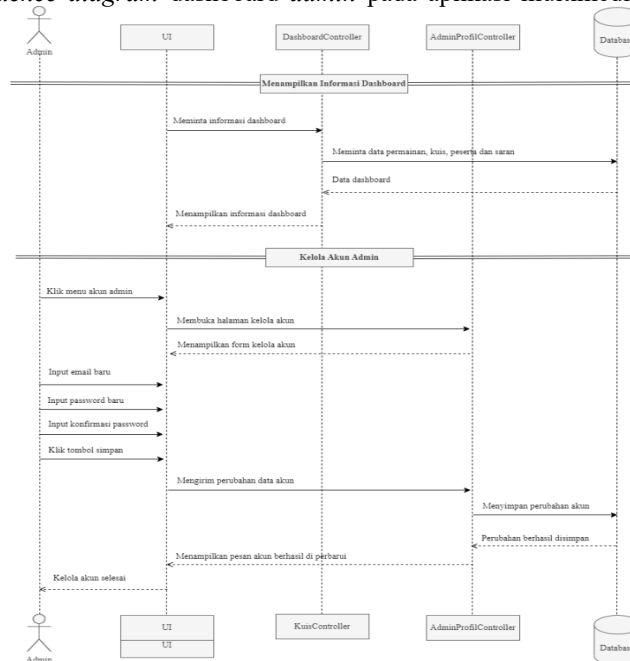 diagram dashboard admin pada aplikasi
Admin
UI
DashboardController
AdminProfilController
Databas
Menampilkan Informasi Dashboard
Meminta informasi dashboard
Meminta data permainan, kuis, peserta dan saran
Data dashboard
Menampilkan informasi dashboard
Kelola Akun Admin
Klik menu akun admin
Membuka halaman kelola akun
Menampilkan form kelola akun
Input email baru
Input password baru
Input konfirmasi password
Klik tombol simpan
Mengirim perubahan data akun
Menyimpan perubahan akun
Perubahan berhasil disimpan
Menampilkan pesan akun berhasil di perbarui
Kelola akun selesai
Admin
UI
UI
KuisController
AdminProfilController
Databas